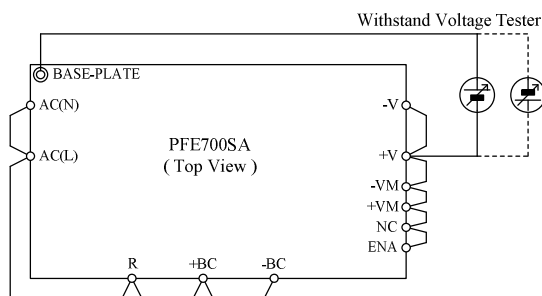 Withstand Voltage Tester
BASE-PLATE
AC(N)
-V
PFE700SA
( Top View )
AC(L)
+V
-VM
+VM
NC
ENA
R
+BC
-BC